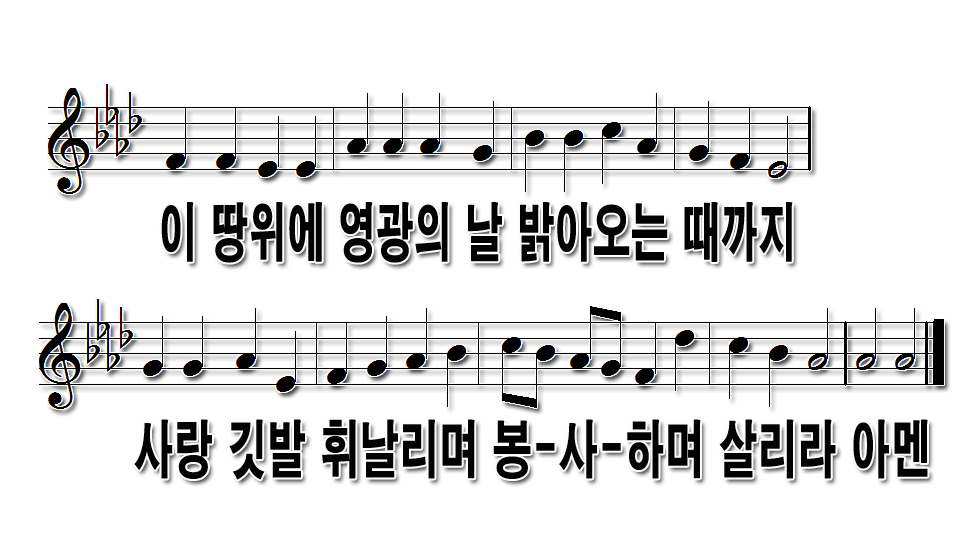 이 땅위에 영광의 날 밝아오는 때까지
사랑 깃발 휘날리며 봉-사-하며 살리라 아멘